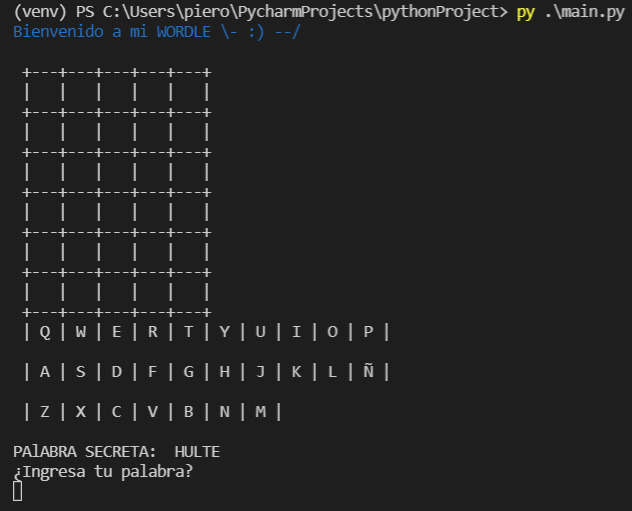 (venv) PS C:\Users\piero\PycharmProjects\pythonProject> py .\main.py
Bienvenido a mi WORDLE \- :) --/
+---+---+---+---+---+
|   |   |   |   |   |
+---+---+---+---+---+
|   |   |   |   |   |
+---+---+---+---+---+
|   |   |   |   |   |
+---+---+---+---+---+
|   |   |   |   |   |
+---+---+---+---+---+
|   |   |   |   |   |
+---+---+---+---+---+
|   |   |   |   |   |
+---+---+---+---+---+
| Q | W | E | R | T | Y | U | I | O | P |
| A | S | D | F | G | H | J | K | L | Ñ |
| Z | X | C | V | B | N | M |
PAlABRA SECRETA:  HULTE
¿Ingresa tu palabra?